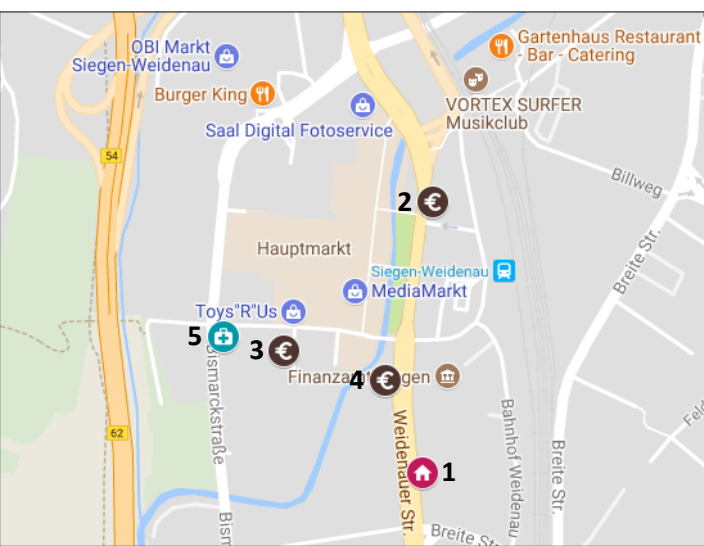 OBI Markt
Siegen-Weidenau
Gartenhaus Restaurant
- Bar - Catering
Burger King
VORTEX SURFER
Musikclub
Saal Digital Fotoservice
54
Billweg
2
€
Breite Str.
Hauptmarkt
Siegen-Weidenau
MediaMarkt
Toys"R"Us
5
3
€
4
€
Finanzamt
gen
Bismarckstraße
Weidenauer Str.
Bahnhof Weidenau
Breite Str.
Feld
62
1
Bism
Breite Str.